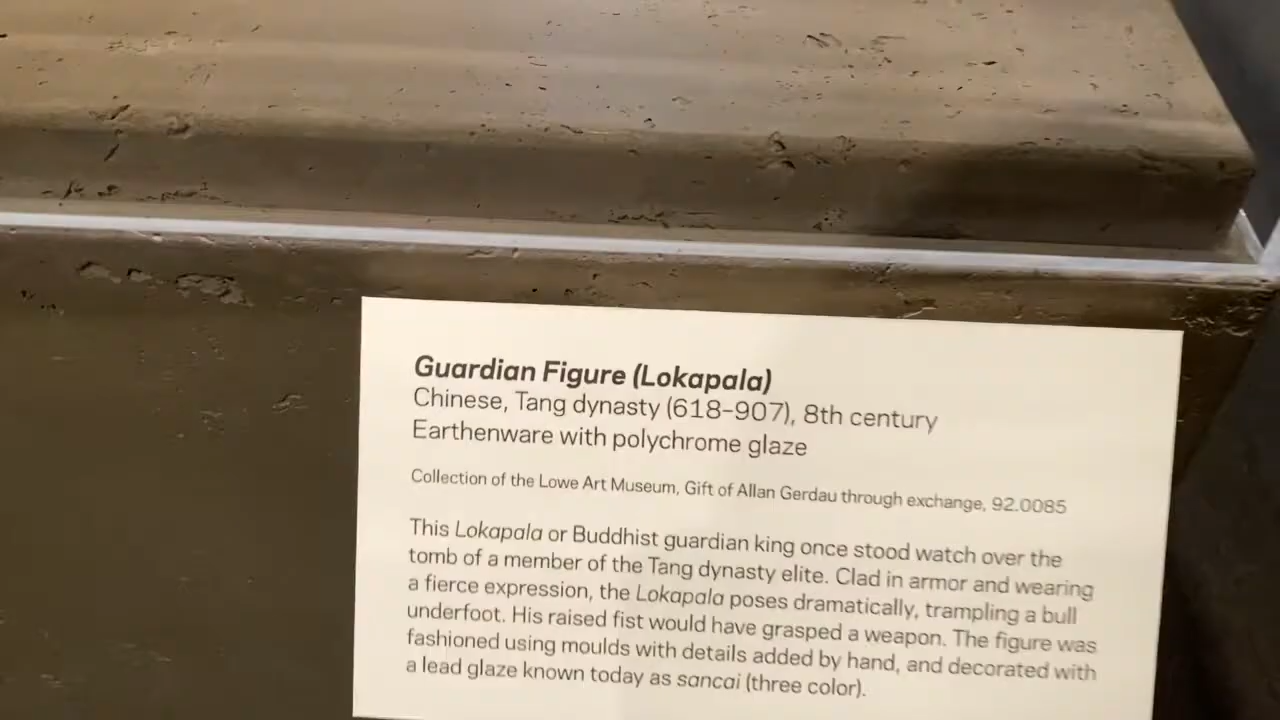 Guardian Figure (Lokapala)
Chinese, Tang dynasty (618–907), 8th century
Earthenware with polychrome glaze
Collection of the Lowe Art Museum, Gift of Allan Gerdau through exchange, 92.0085
This Lokapala or Buddhist guardian king once stood watch over the
tomb of a member of the Tang dynasty elite. Clad in armor and wearing
a fierce expression, the Lokapala poses dramatically, trampling a bull
underfoot. His raised fist would have grasped a weapon. The figure was
fashioned using moulds with details added by hand, and decorated with
a lead glaze known today as sancai (three color).